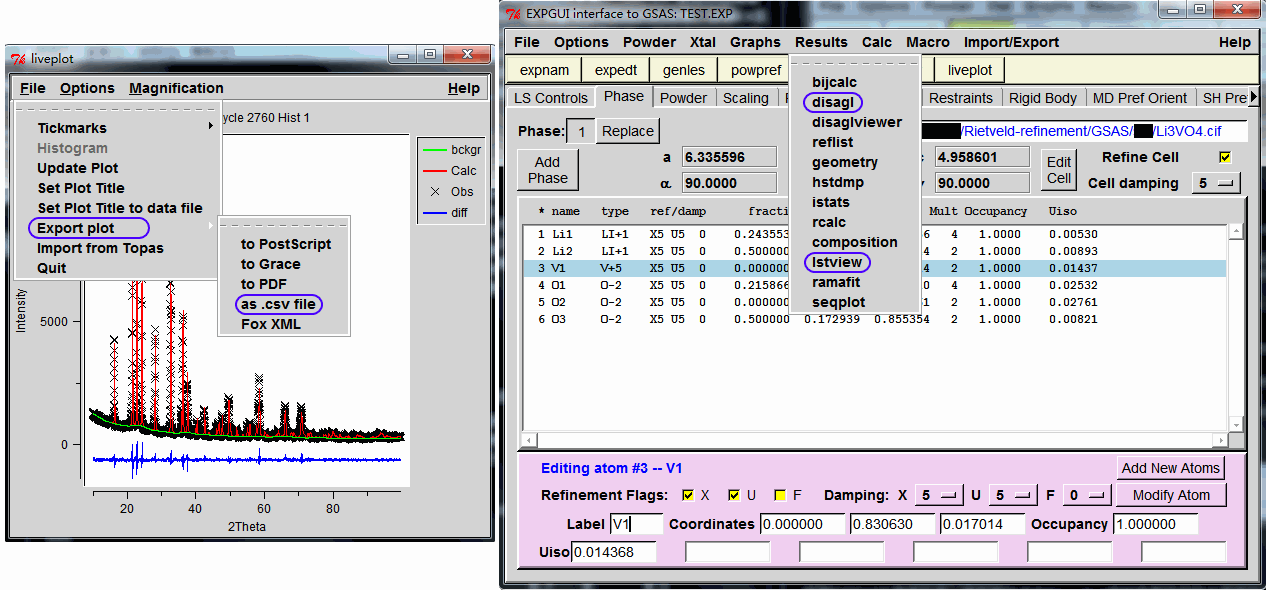 liveplot
File Options Magnification Help
Tickmarks
Histogram
Update Plot
Set Plot Title
Set Plot Title to data file
Export plot
Import from Topas
Quit
to PostScript
to Grace
to PDF
as .csv file
Fox XML
ycle 2760 Hist 1
bckgr
Calc
Obs
diff
Intensity
5000
0
20 40 60 80
2Theta
EXPGUI interface to GSAS: TEST.EXP
File Options Powder Xtal Graphs Results Calc Macro Import/Export Help
expnam expedt genles powpref liveplot
LS Controls Phase Powder Scaling Restraints Rigid Body MD Pref Orient SH Pre
bijcalc
disagl
disaglviewer
reflist
geometry
hstdmp
istats
rcalc
composition
lstview
ramafit
seqplot
Phase: 1 Replace /Rietveld-refinement/GSAS/ /Li3VO4.cif
Add Phase a 6.335596 4.958601 Edit Cell Refine Cell
α 90.0000 90.0000 Cell damping 5
* name type ref/damp fracti Mult Occupancy Uiso
1 Li1 LI+1 X5 U5 0 0.243553 6 4 1.0000 0.00530
2 Li2 LI+1 X5 U5 0 0.500000 4 2 1.0000 0.00893
3 V1 V+5 X5 U5 0 0.000000 4 2 1.0000 0.01437
4 O1 O-2 X5 U5 0 0.215866 4 4 1.0000 0.02532
5 O2 O-2 X5 U5 0 0.000000 1 2 1.0000 0.02761
6 O3 O-2 X5 U5 0 0.500000 0.172939 0.855354 2 1.0000 0.00821
Editing atom #3 -- V1 Add New Atoms
Refinement Flags: X U F Damping: X 5 U 5 F 0 Modify Atom
Label V1 Coordinates 0.000000 0.830630 0.017014 Occupancy 1.000000
Uiso 0.014368